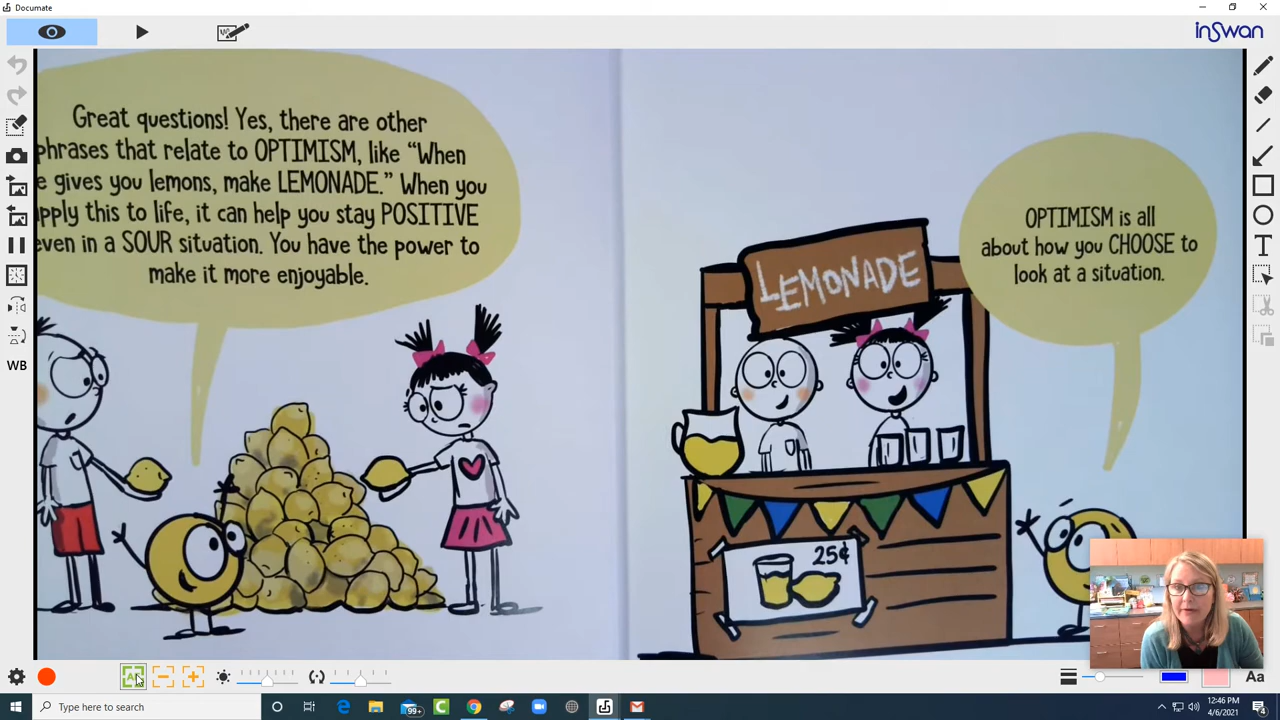 Documate
inswan
Great questions! Yes, there are other
phrases that relate to OPTIMISM, like “When
e gives you lemons, make LEMONADE.” When you
apply this to life, it can help you stay POSITIVE
even in a SOUR situation. You have the power to
make it more enjoyable.
LEMONADE
25¢
OPTIMISM is all
about how you CHOOSE to
look at a situation.
T
WB
Aa
Type here to search
99+
12:46 PM
4/6/2021
4